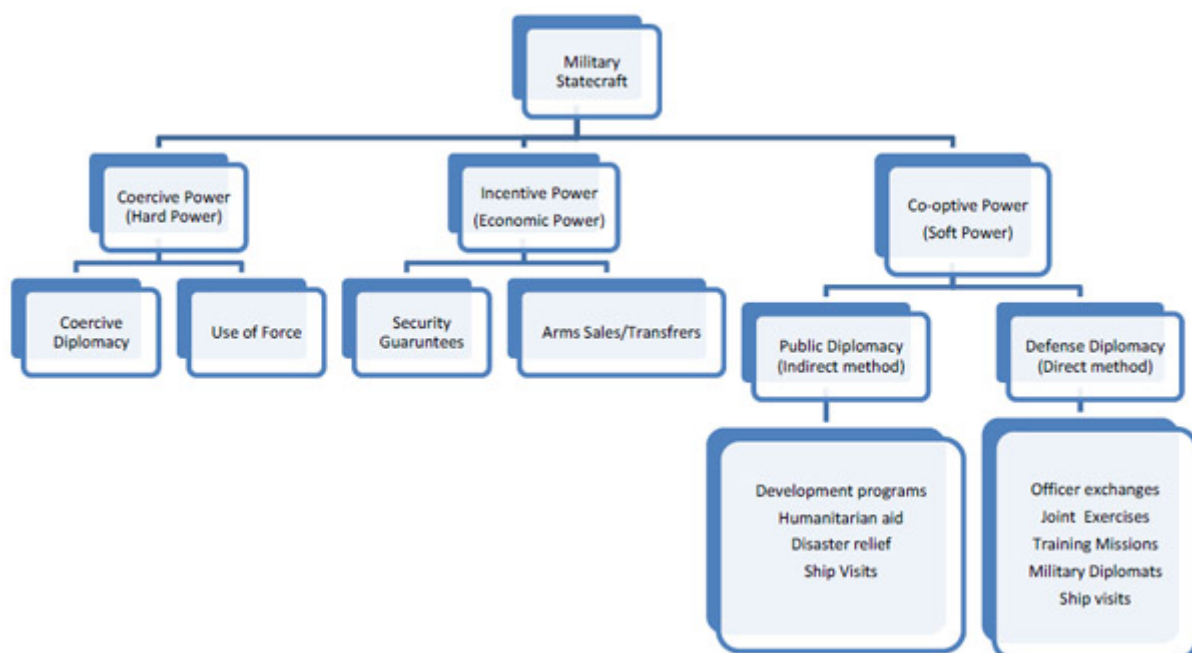 Military
Statecraft
Coercive Power
(Hard Power)
Incentive Power
(Economic Power)
Co-optive Power
(Soft Power)
Coercive
Diplomacy
Use of Force
Security
Guaruntees
Arms Sales/Transfrers
Public Diplomacy
(Indirect method)
Defense Diplomacy
(Direct method)
Development programs
Humanitarian aid
Disaster relief
Ship Visits
Officer exchanges
Joint Exercises
Training Missions
Military Diplomats
Ship visits